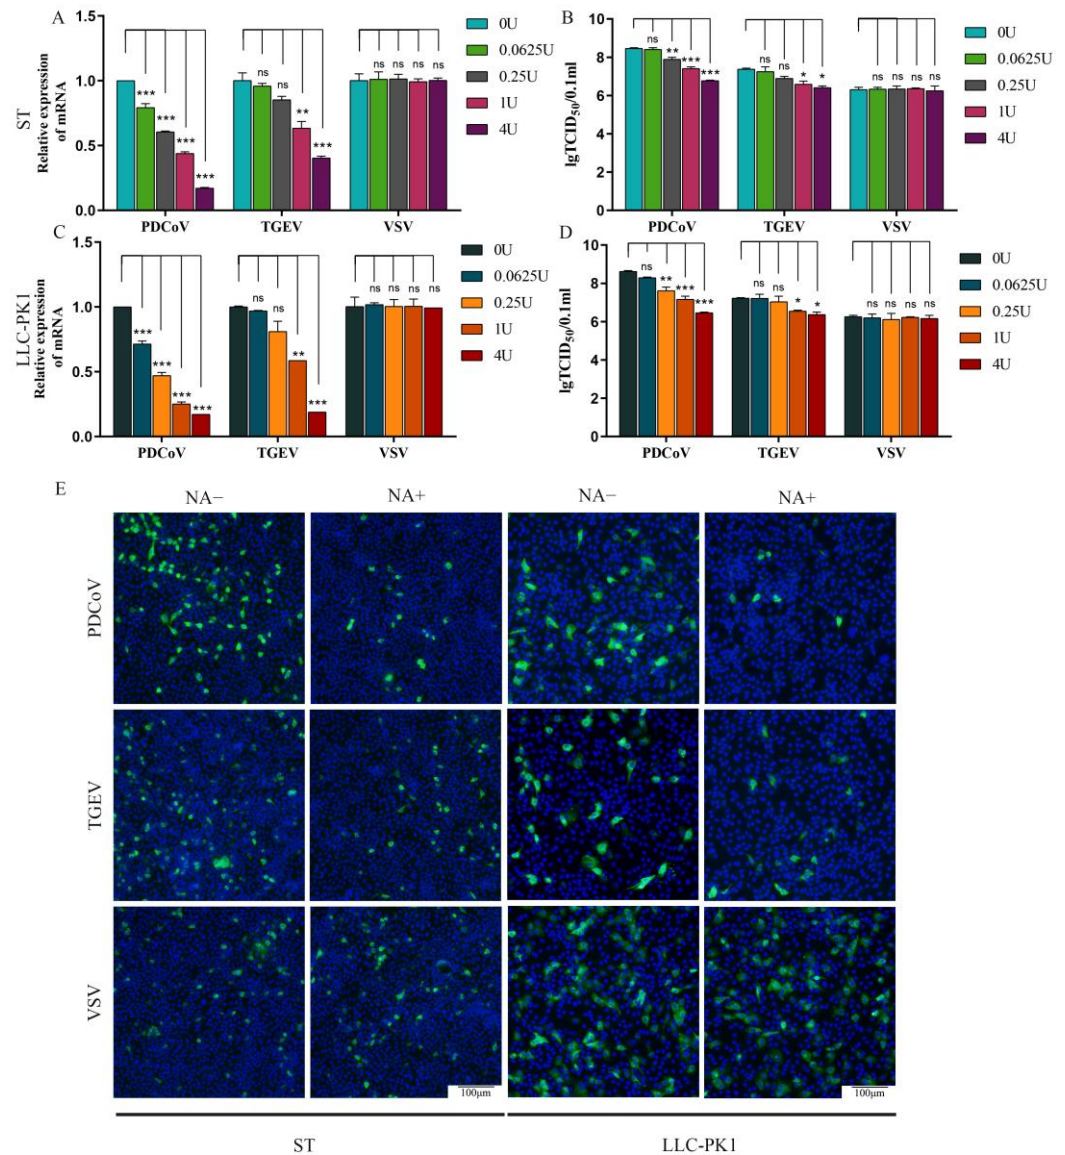 A
ST
Relative expression
of mRNA
1.5
1.0
0.5
0.0
*** *** *** ***
ns ns ** ***
ns ns ns ns
PDCoV TGEV VSV
0U
0.0625U
0.25U
1U
4U
B
lgTCID50/0.1ml
10
8
6
4
2
0
ns ** *** ***
ns ns * *
ns ns ns ns
PDCoV TGEV VSV
0U
0.0625U
0.25U
1U
4U
C
LLC-PK1
Relative expression
of mRNA
1.5
1.0
0.5
0.0
*** *** *** ***
ns ns ** ***
ns ns ns ns
PDCoV TGEV VSV
0U
0.0625U
0.25U
1U
4U
D
lgTCID50/0.1ml
10
8
6
4
2
0
ns ** *** ***
ns ns * *
ns ns ns ns
PDCoV TGEV VSV
0U
0.0625U
0.25U
1U
4U
E
NA− NA+ NA− NA+
PDCoV
TGEV
VSV
100μm 100μm
ST LLC-PK1